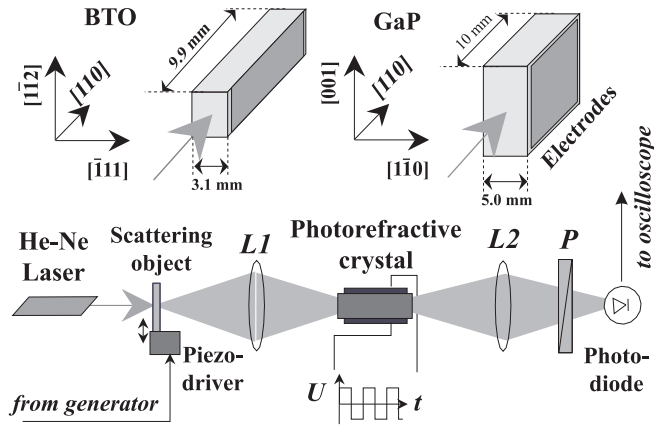 BTO
GaP
9.9 mm
10 mm
[1̄1̄2]
[110]
[1̄11]
3.1 mm
[001]
[110]
[11̄0]
5.0 mm
Electrodes
He-Ne
Laser
Scattering
object
L1
Photorefractive
crystal
L2
P
to oscilloscope
Piezo-
driver
Photo-
diode
from generator
U
t